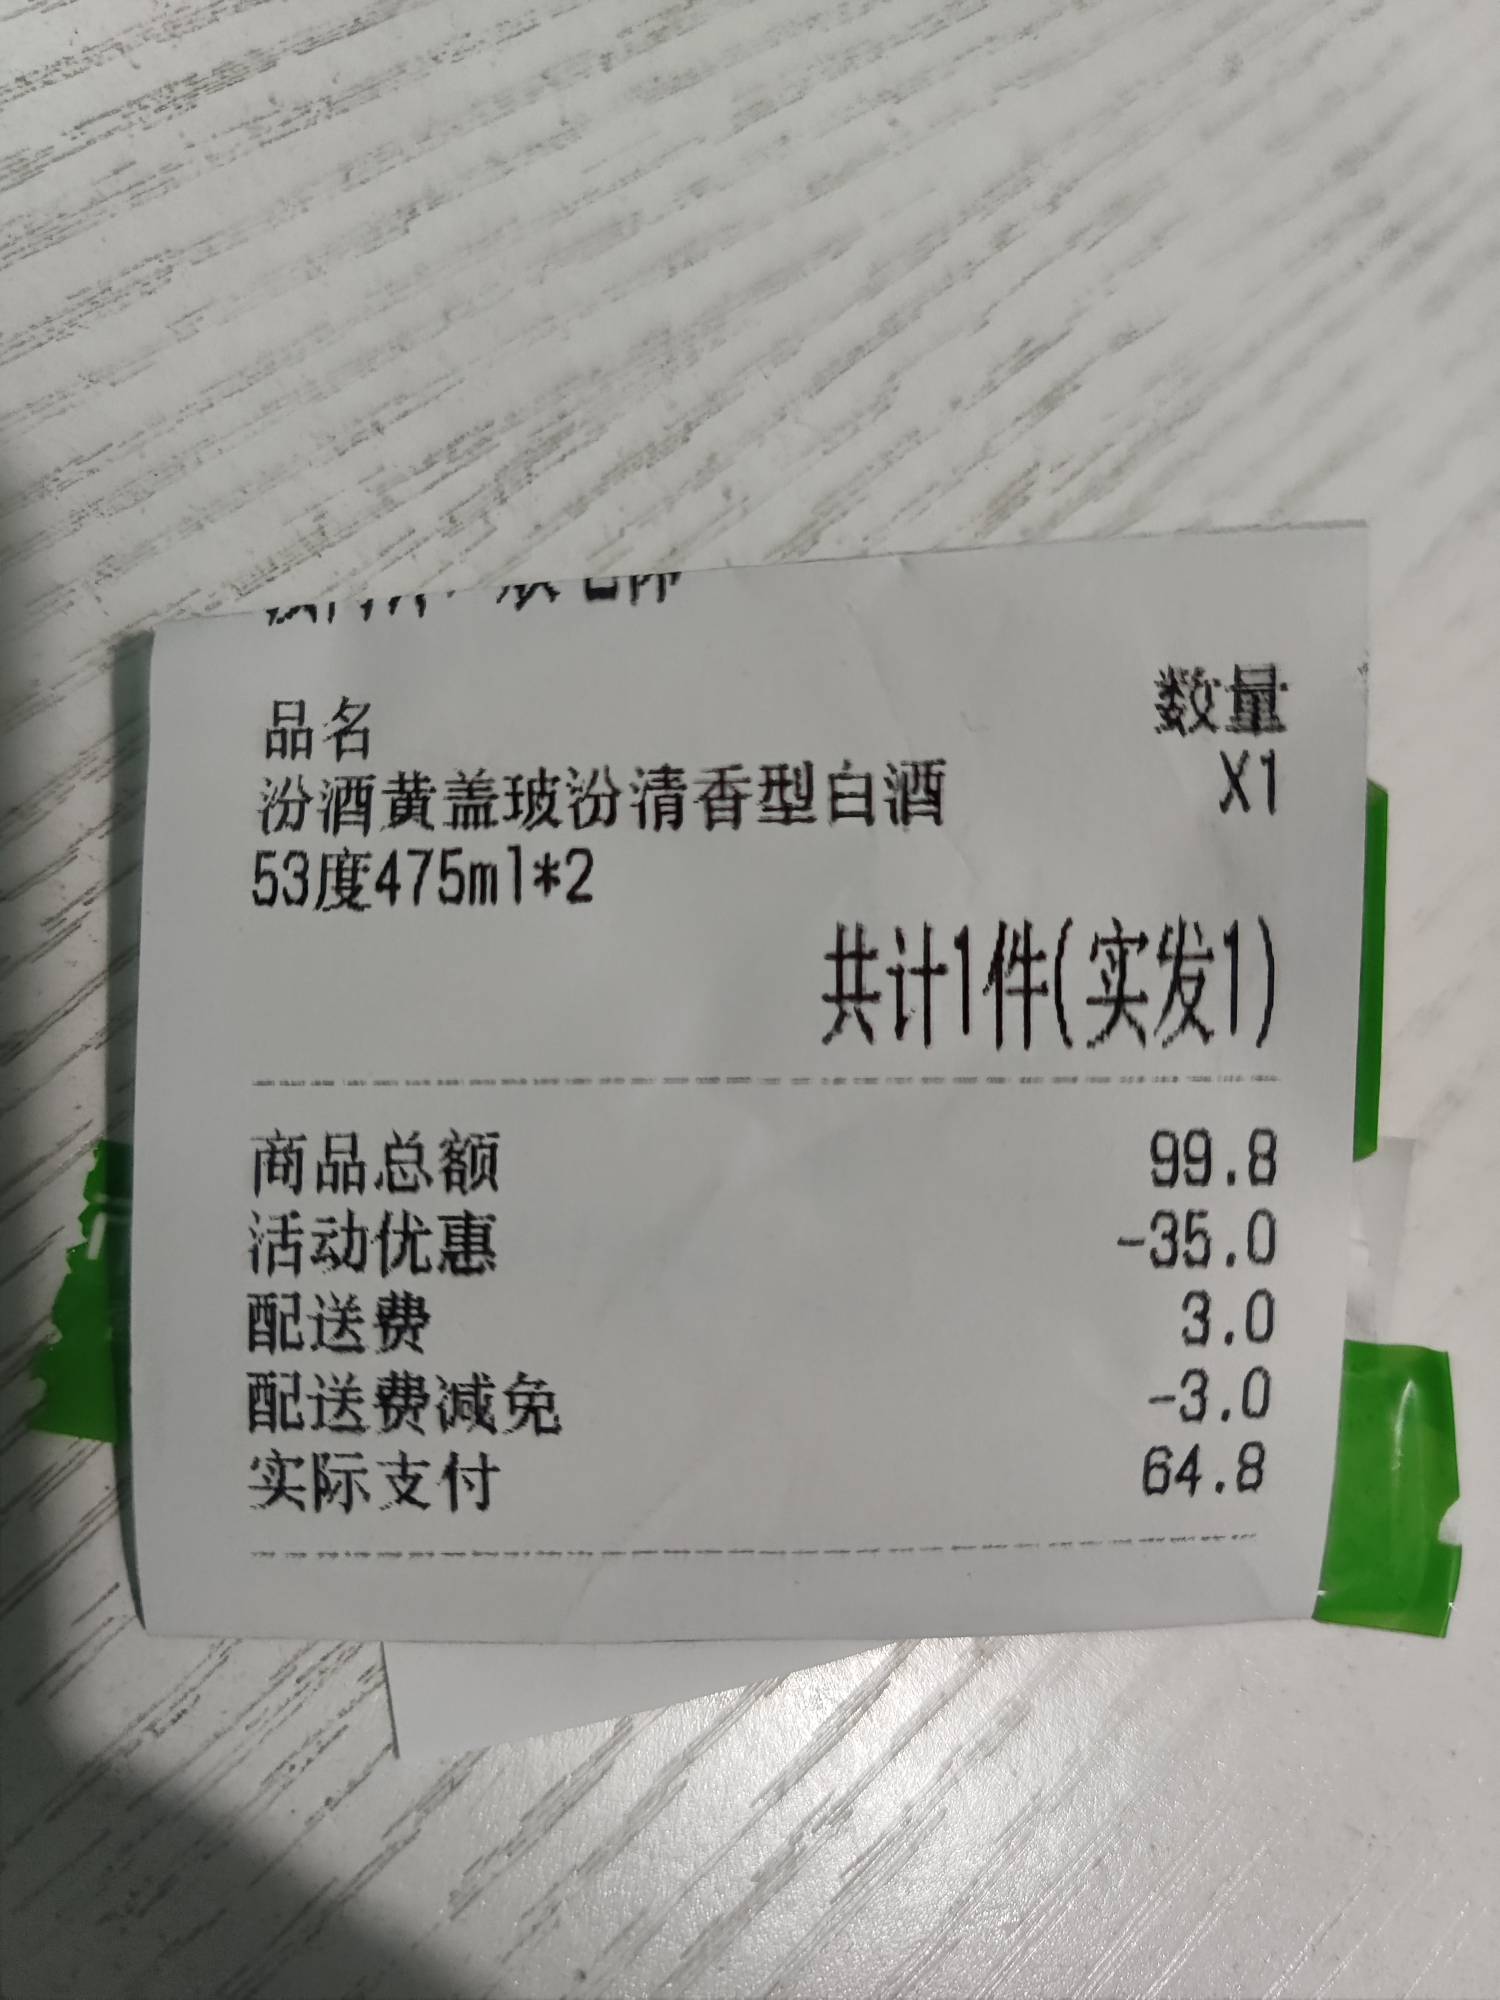 品名 数量
汾酒黄盖玻汾清香型白酒 X1
53度475ml*2
共计1件(实发1)
商品总额 99.8
活动优惠 -35.0
配送费 3.0
配送费减免 -3.0
实际支付 64.8